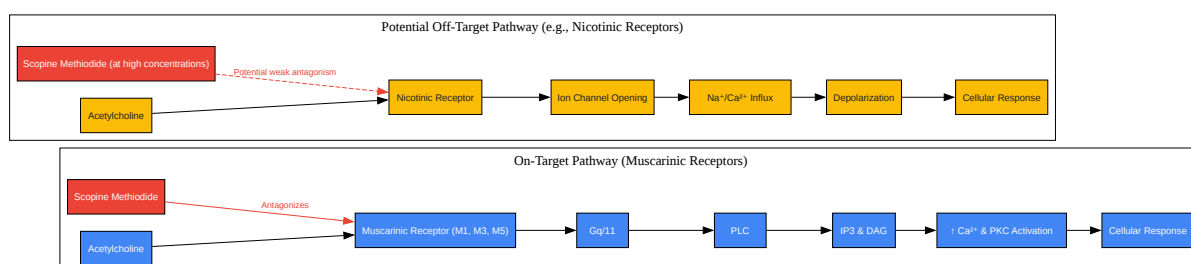 Potential Off-Target Pathway (e.g., Nicotinic Receptors)
Scopine Methiodide (at high concentrations)
Potential weak antagonism
Acetylcholine
Nicotinic Receptor
Ion Channel Opening
Na⁺/Ca²⁺ Influx
Depolarization
Cellular Response
On-Target Pathway (Muscarinic Receptors)
Scopine Methiodide
Antagonizes
Acetylcholine
Muscarinic Receptor (M1, M3, M5)
Gq/11
PLC
IP3 & DAG
↑ Ca²⁺ & PKC Activation
Cellular Response